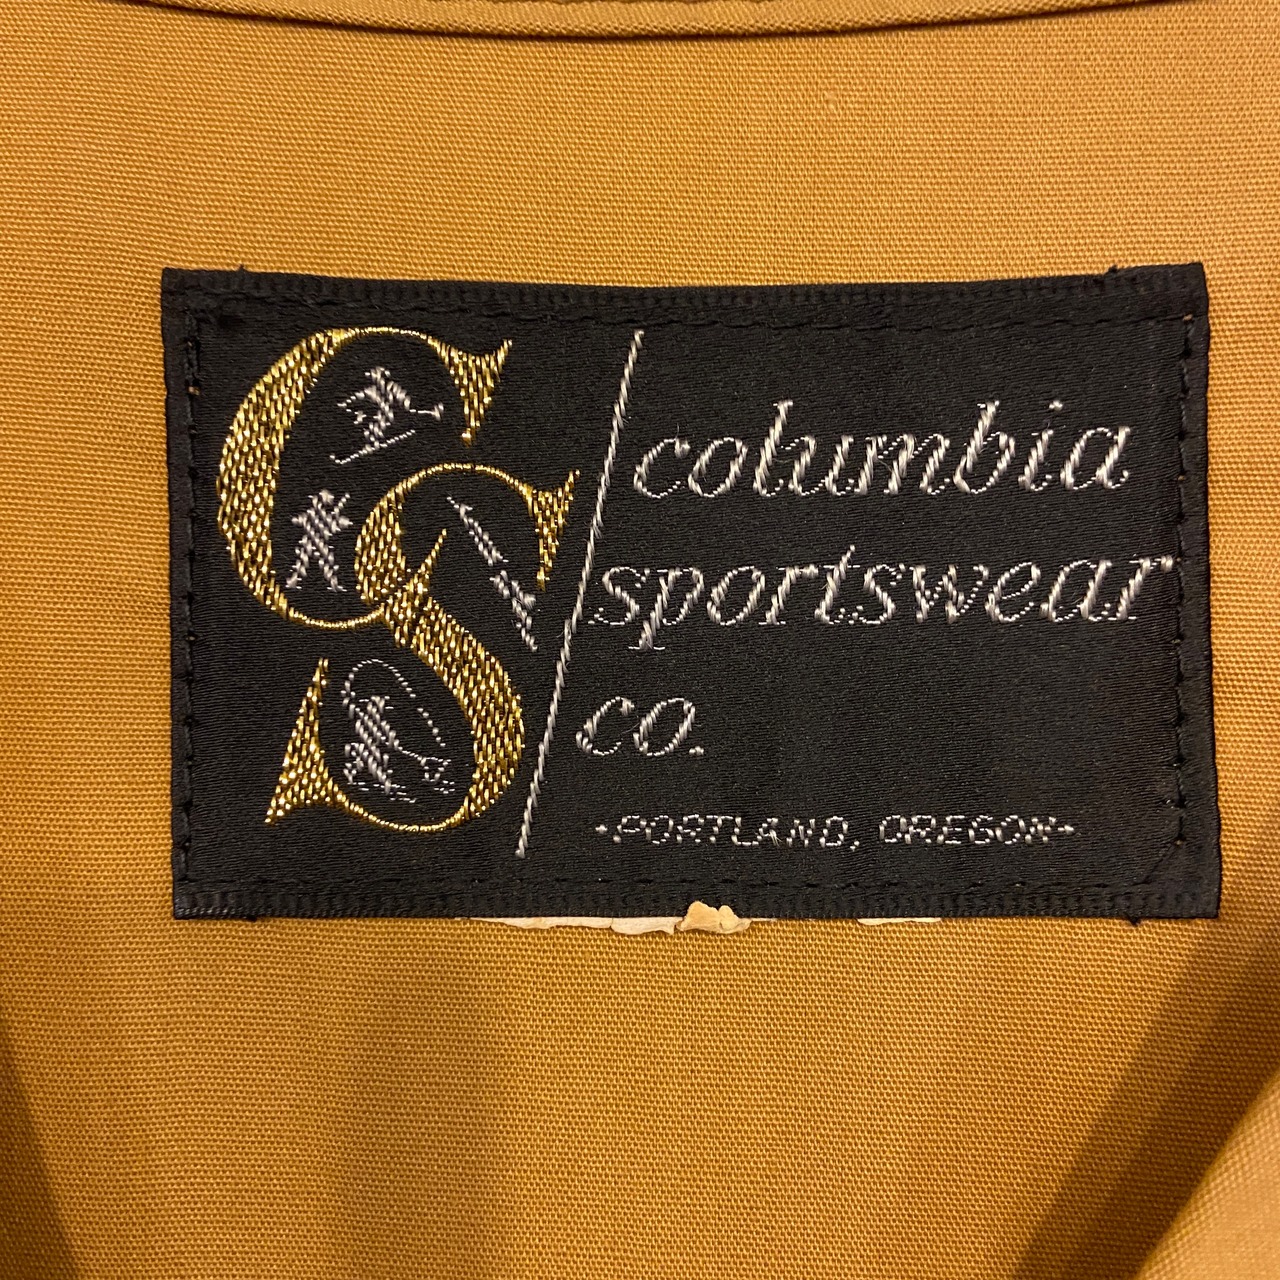 CS
columbia
sportswear
co.
-PORTLAND, OREGON-